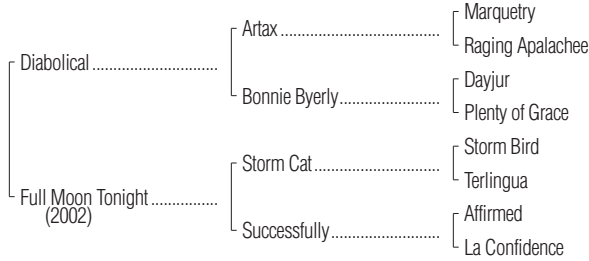 Marquetry
Artax
Raging Apalachee
Diabolical
Dayjur
Bonnie Byerly
Plenty of Grace
Storm Bird
Storm Cat
Terlingua
Full Moon Tonight
(2002)
Affirmed
Successfully
La Confidence